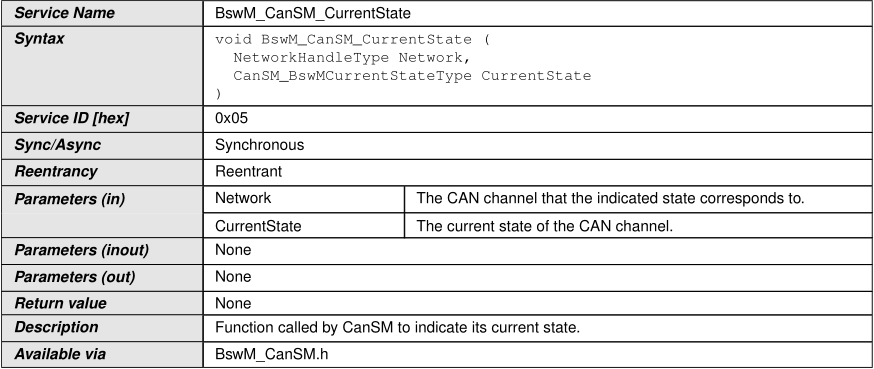 Service Name BswM_CanSM_CurrentState
Syntax void BswM_CanSM_CurrentState (
NetworkHandleType Network,
CanSM_BswMCurrentStateType CurrentState
)
Service ID [hex] 0x05
Sync/Async Synchronous
Reentrancy Reentrant
Parameters (in) Network The CAN channel that the indicated state corresponds to.
CurrentState The current state of the CAN channel.
Parameters (inout) None
Parameters (out) None
Return value None
Description Function called by CanSM to indicate its current state.
Available via BswM_CanSM.h